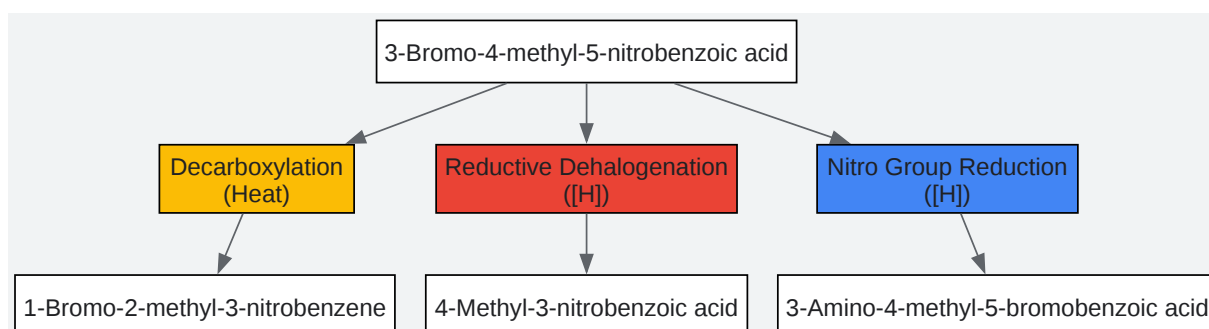 3-Bromo-4-methyl-5-nitrobenzoic acid
Decarboxylation
(Heat)
Reductive Dehalogenation
([H])
Nitro Group Reduction
([H])
1-Bromo-2-methyl-3-nitrobenzene
4-Methyl-3-nitrobenzoic acid
3-Amino-4-methyl-5-bromobenzoic acid